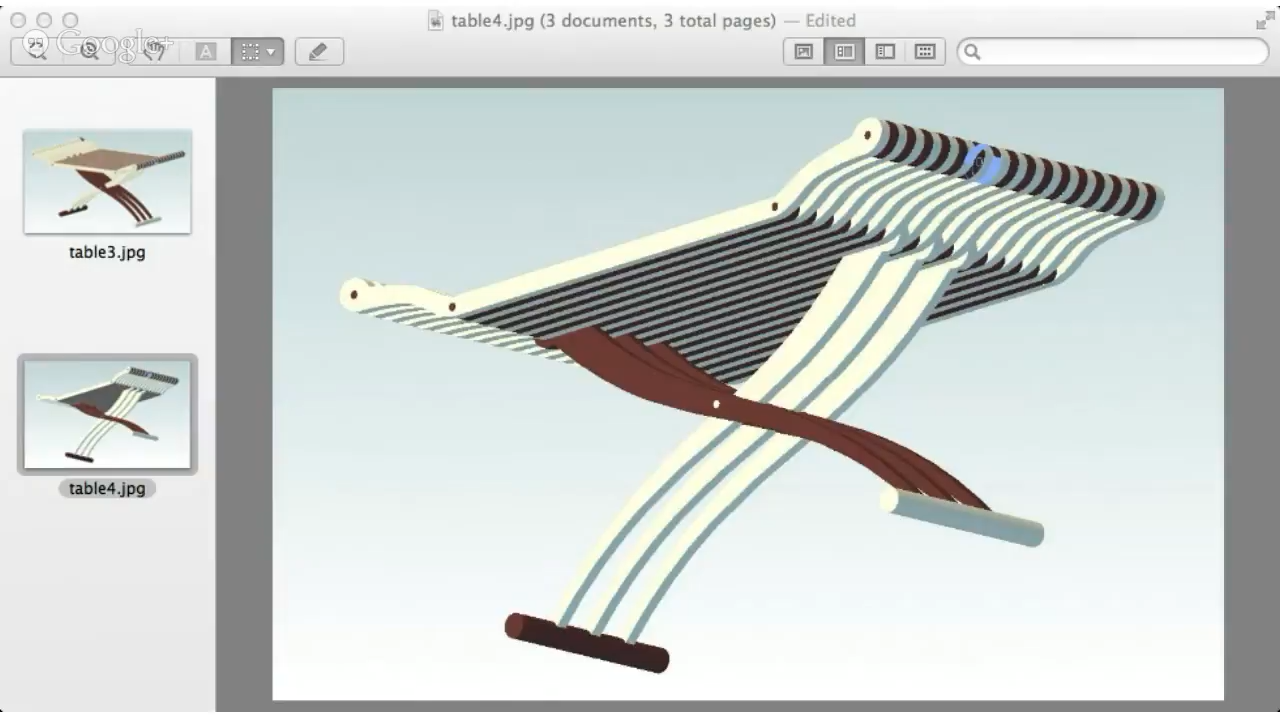 table4.jpg (3 documents, 3 total pages) — Edited
Google+
A
table3.jpg
table4.jpg